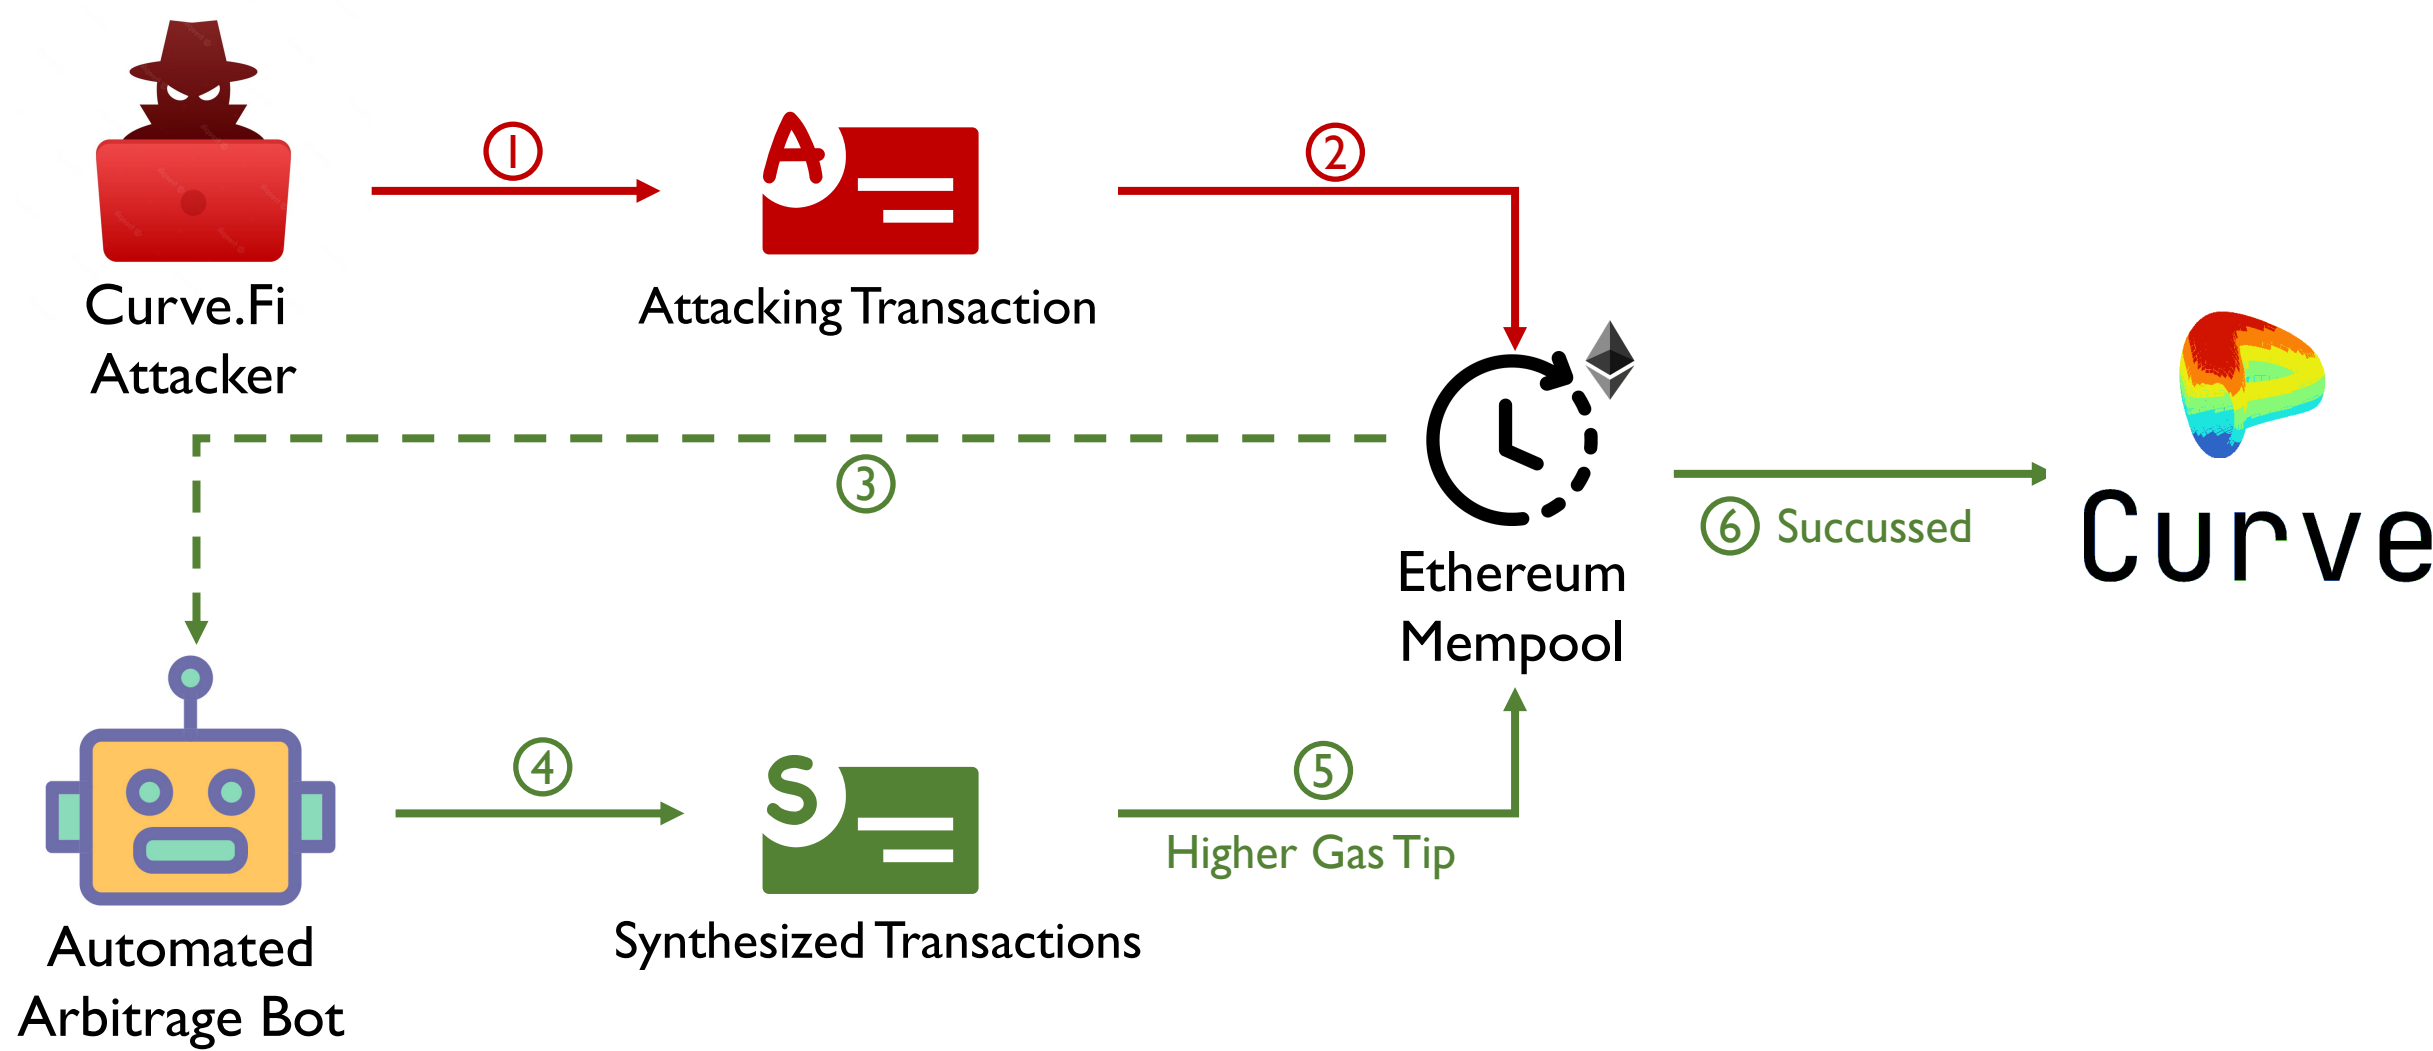 ①
②
A
Curve.Fi
Attacker
Attacking Transaction
③
⑥ Succussed
Curve
Ethereum
Mempool
④
⑤
S
Higher Gas Tip
Automated
Arbitrage Bot
Synthesized Transactions